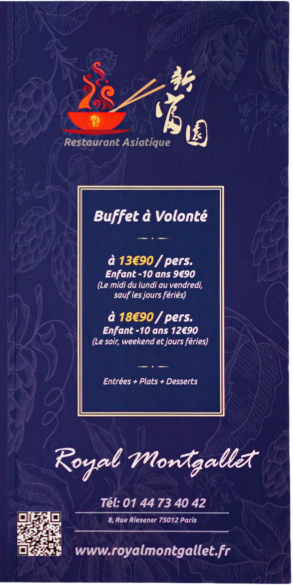 新富園
Restaurant Asiatique
Buffet à Volonté
à 13€90 / pers.
Enfant -10 ans 9€90
(Le midi du lundi au vendredi,
sauf les jours fériés)
à 18€90 / pers.
Enfant -10 ans 12€90
(Le soir, weekend et jours féries)
Entrées + Plats + Desserts
Royal Montgallet
Tél: 01 44 73 40 42
8, Rue Riesener 75012 Paris
www.royalmontgallet.fr